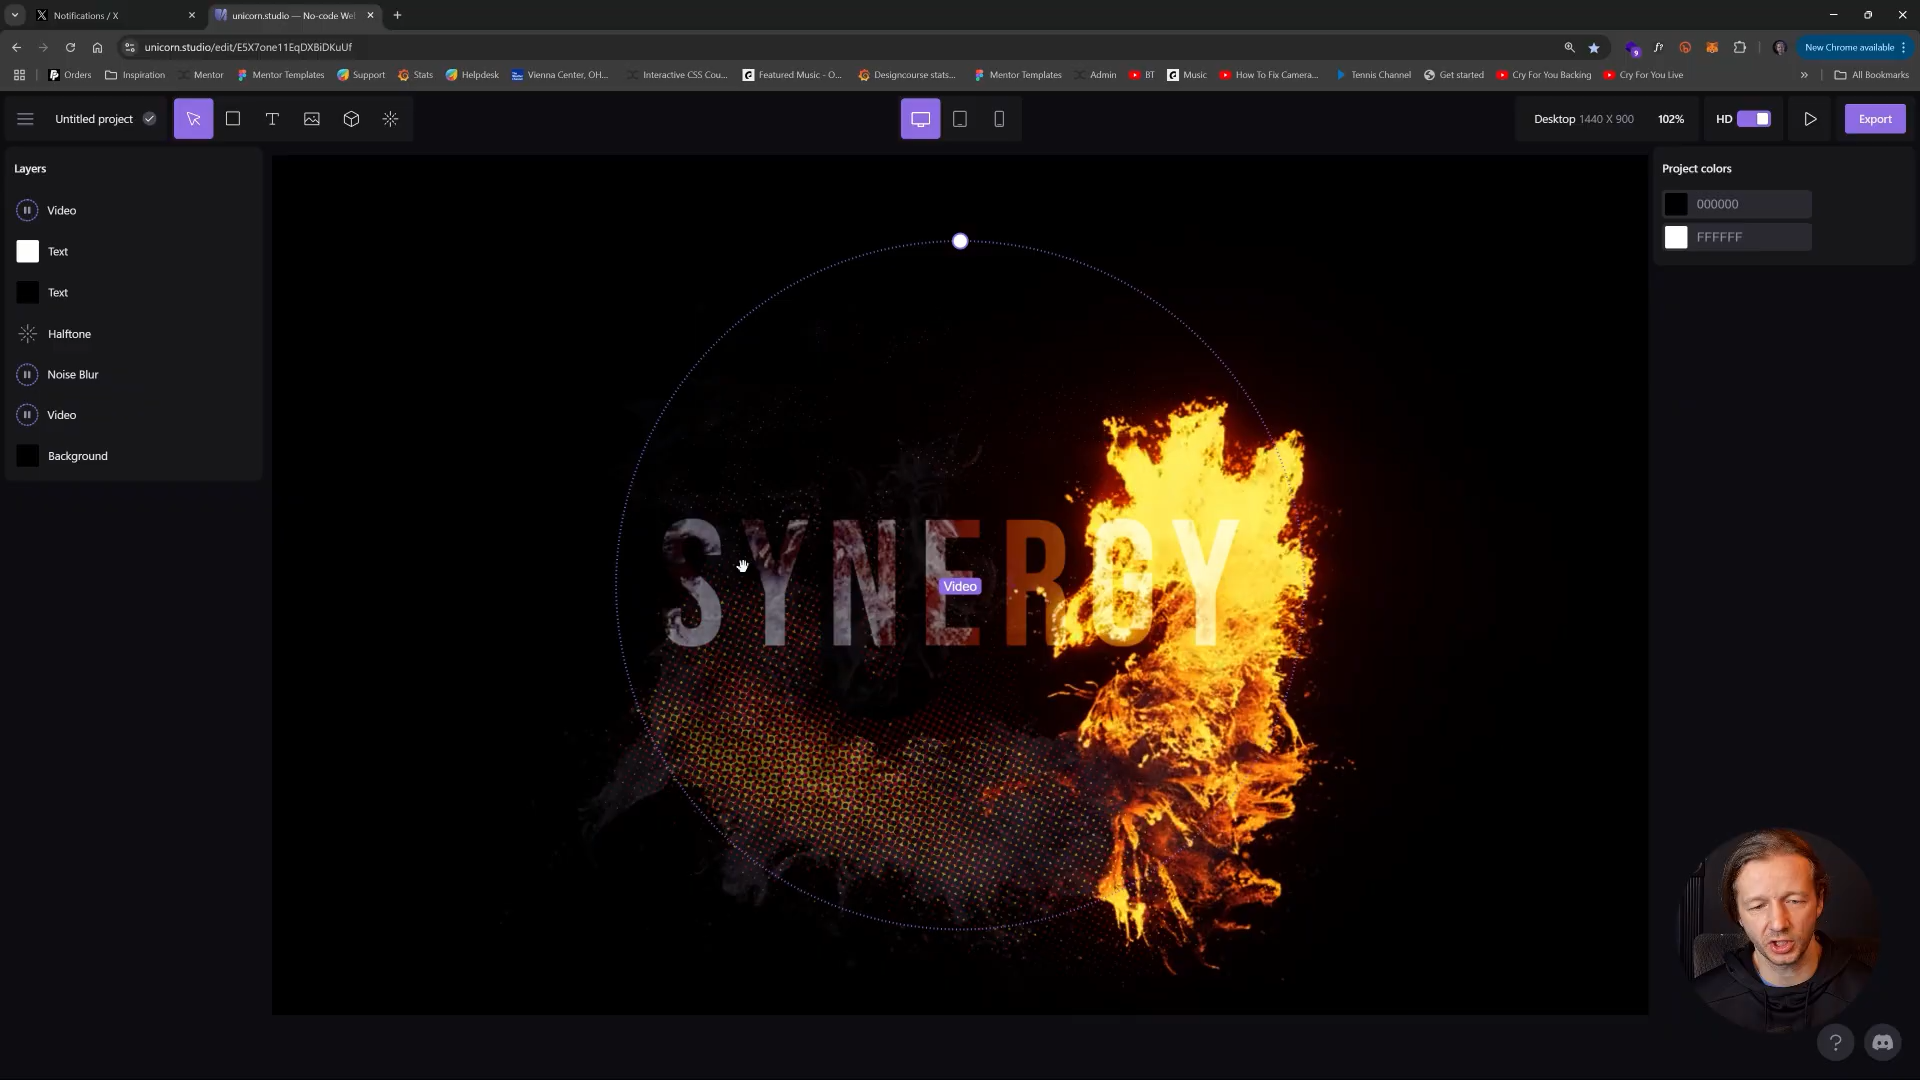 Notifications / X
unicorn.studio — No-code Wel
unicorn.studio/edit/E5X7one11EqDXBiDKuUf
New Chrome available
Orders
Inspiration
Mentor
Mentor Templates
Support
Stats
Helpdesk
Vienna Center, OH...
Interactive CSS Cou...
Featured Music - O...
Designcourse stats...
Mentor Templates
Admin
BT
Music
How To Fix Camera...
Tennis Channel
Get started
Cry For You Backing
Cry For You Live
All Bookmarks
Untitled project
T
Desktop 1440 X 900
102%
HD
Export
Layers
Video
Text
Text
Halftone
Noise Blur
Video
Background
Project colors
000000
FFFFFF
SYNERGY
Video
?